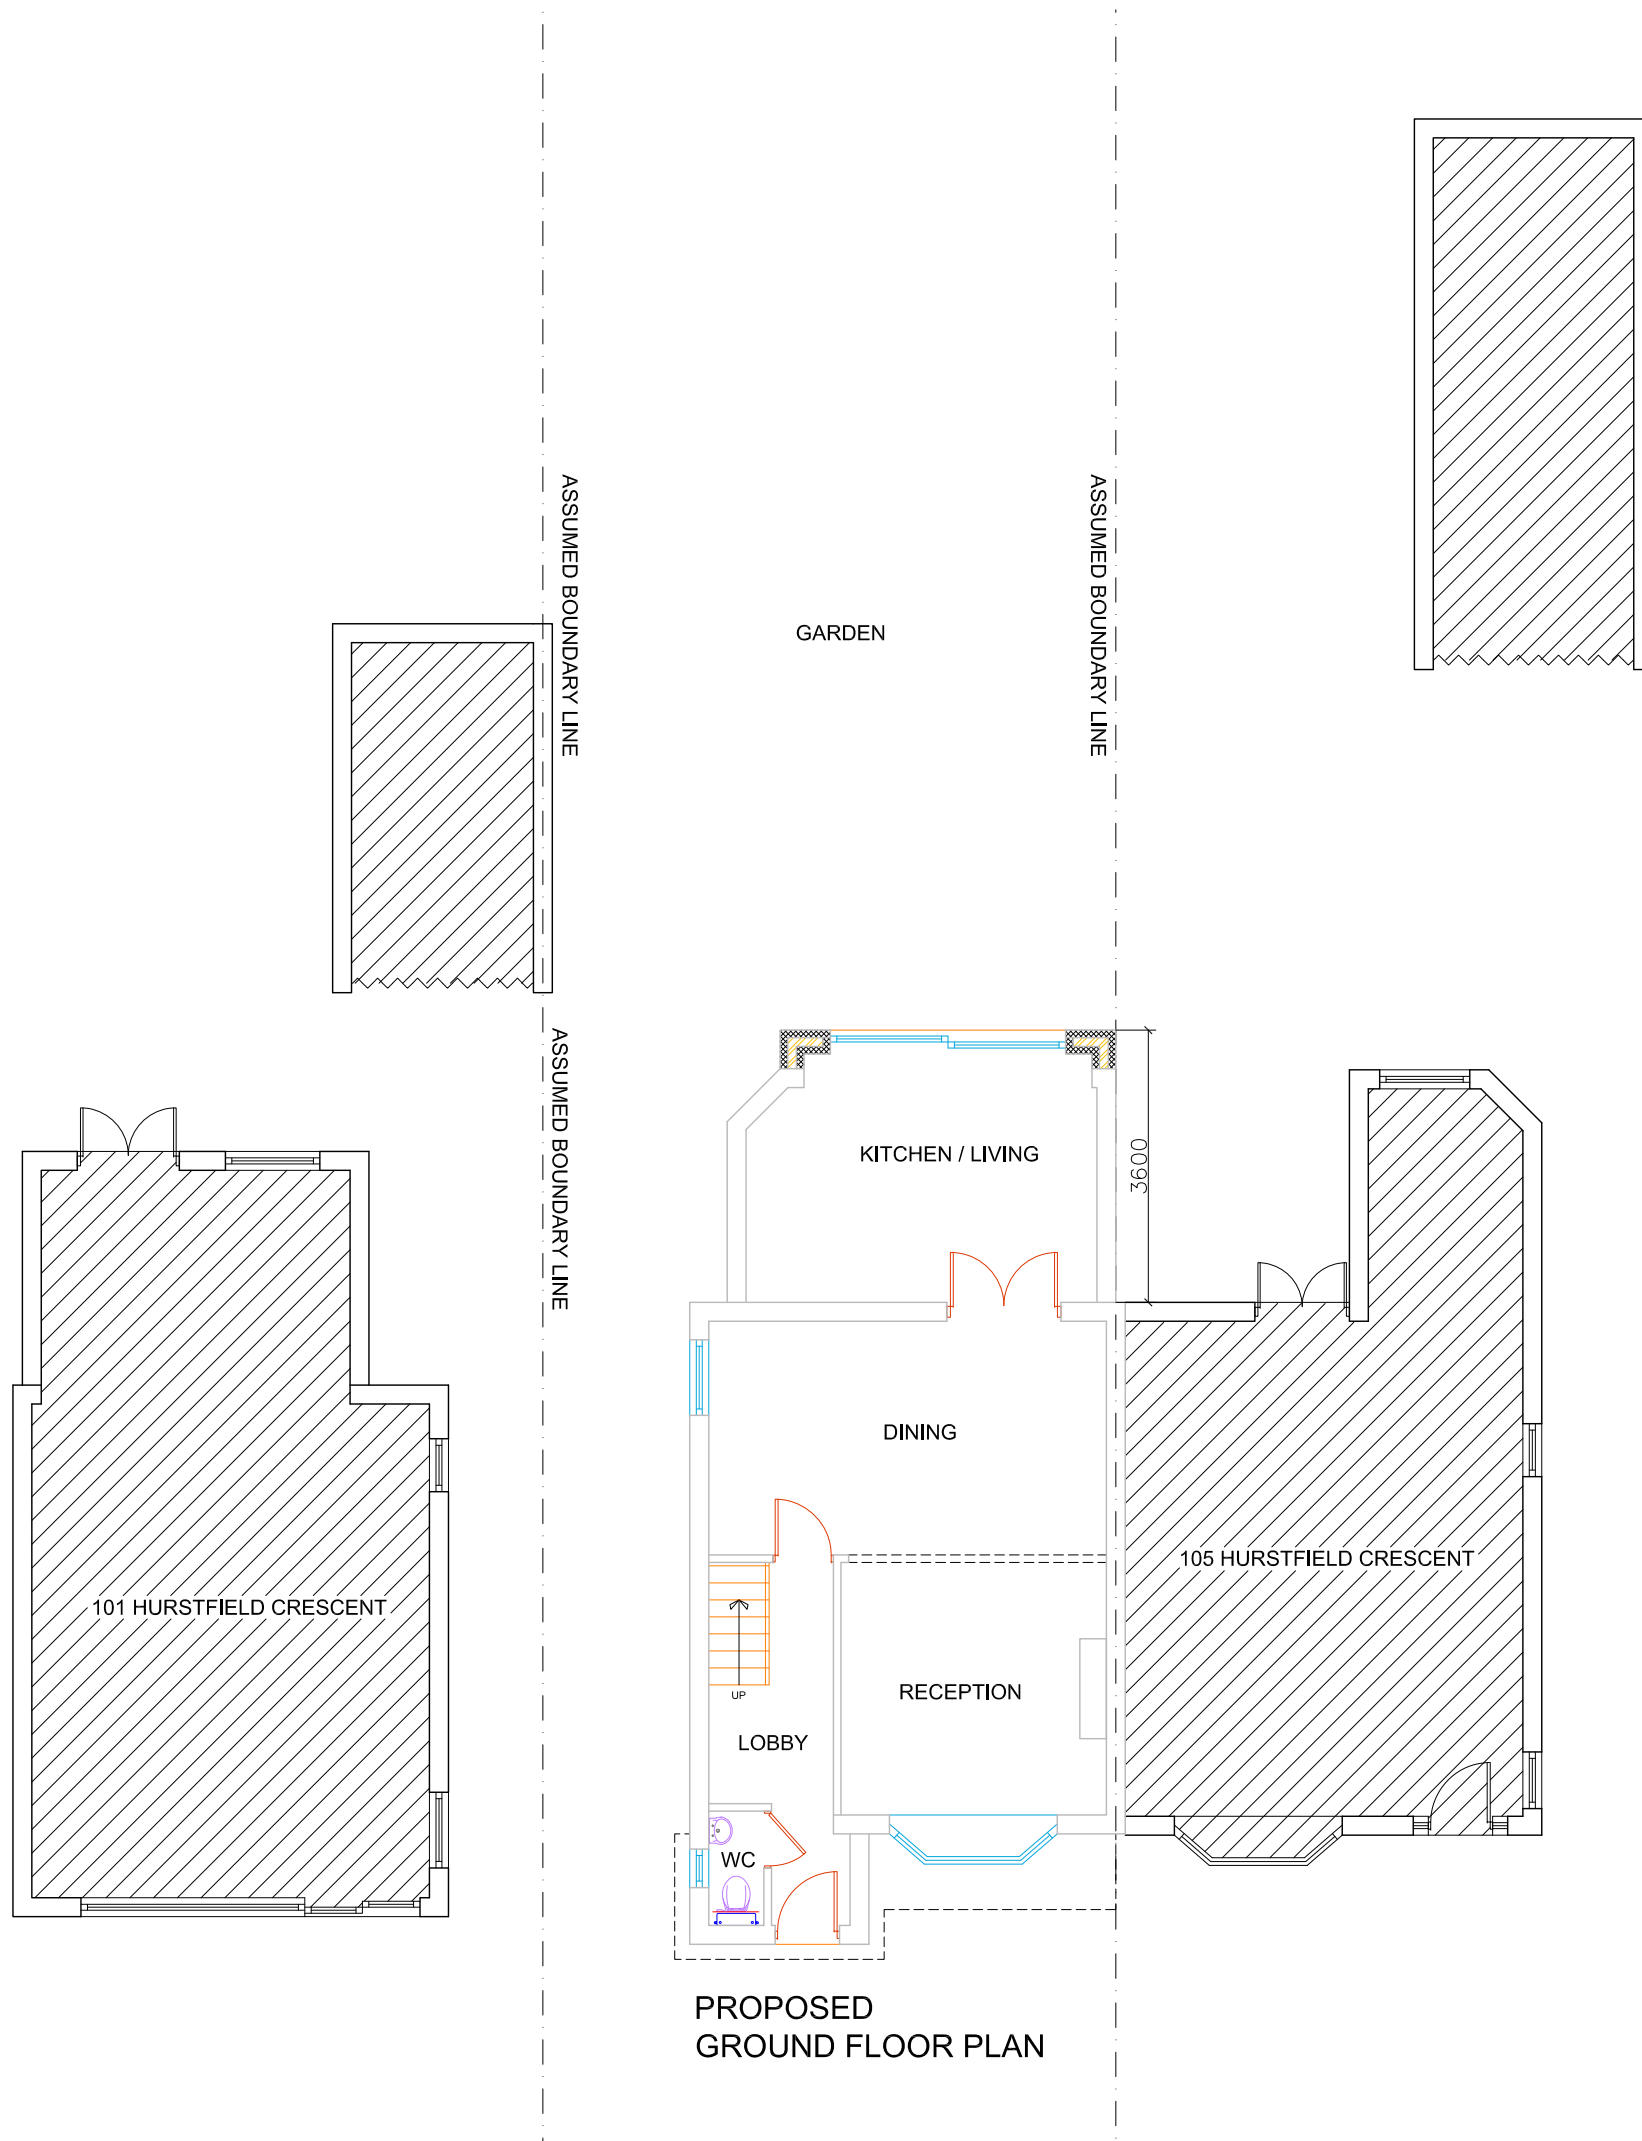 ASSUMED BOUNDARY LINE
ASSUMED BOUNDARY LINE
GARDEN
ASSUMED BOUNDARY LINE
KITCHEN / LIVING
3600
DINING
105 HURSTFIELD CRESCENT
101 HURSTFIELD CRESCENT
RECEPTION
UP
LOBBY
WC
PROPOSED
GROUND FLOOR PLAN